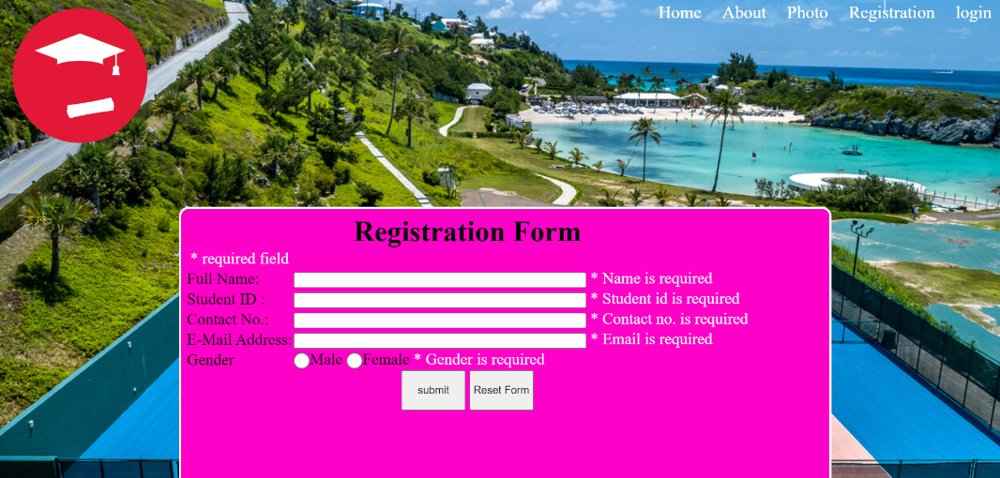 Home About Photo Registration login
Registration Form
* required field
Full Name: * Name is required
Student ID : * Student id is required
Contact No.: * Contact no. is required
E-Mail Address: * Email is required
Gender Male Female * Gender is required
submit Reset Form